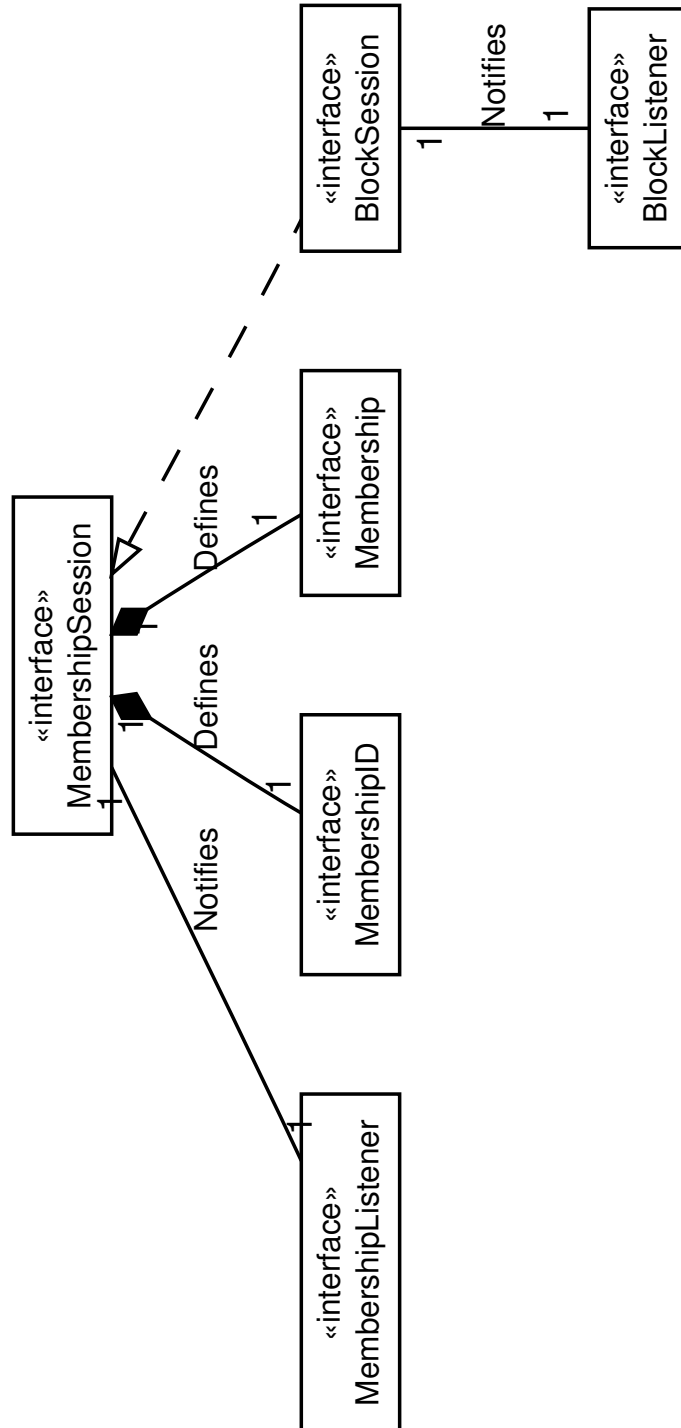 «interface»
MembershipSession
1
1
1
Notifies
Defines
Defines
1
1
1
«interface»
MembershipListener
«interface»
MembershipID
«interface»
Membership
«interface»
BlockSession
1
Notifies
1
«interface»
BlockListener